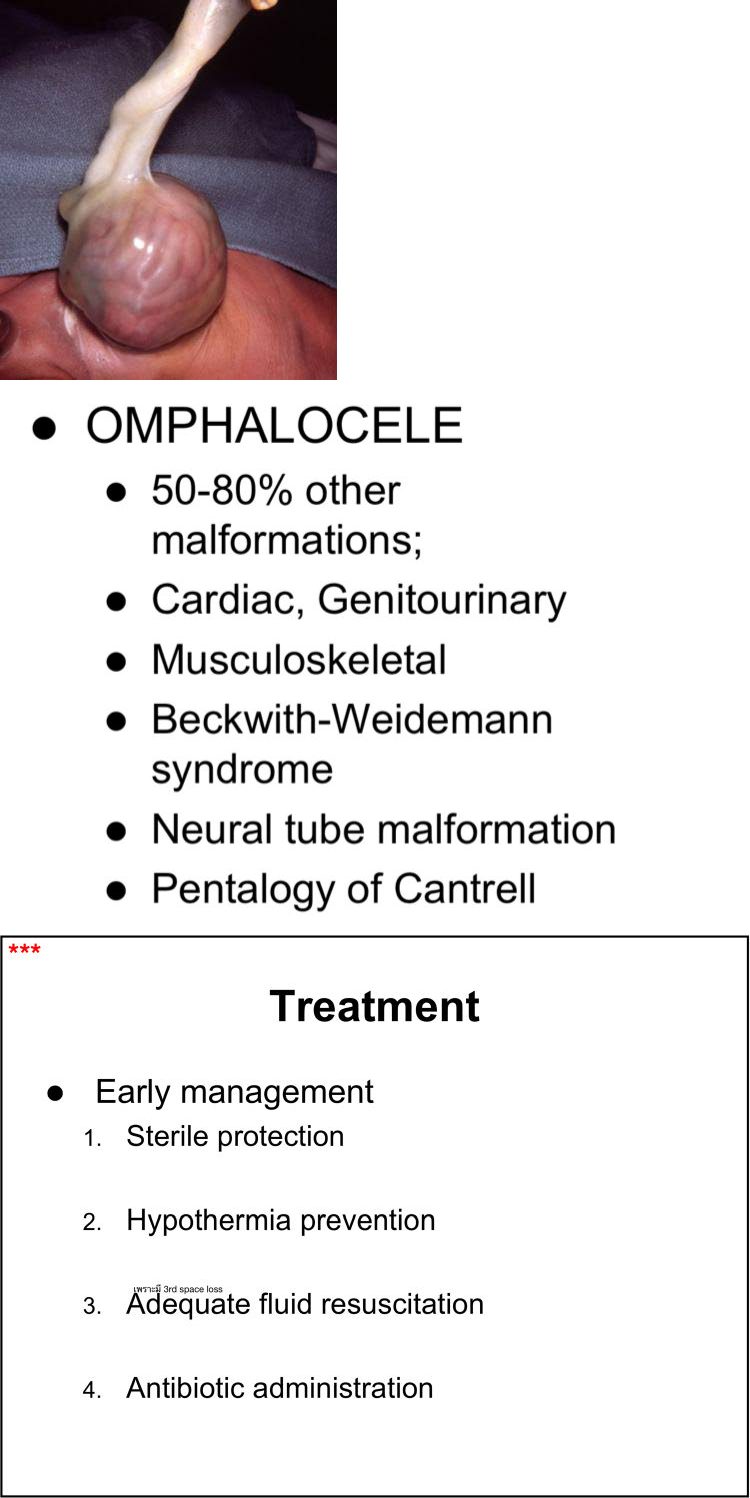 ● OMPHALOCELE
● 50-80% other
malformations;
● Cardiac, Genitourinary
● Musculoskeletal
● Beckwith-Weidemann
syndrome
● Neural tube malformation
● Pentalogy of Cantrell
***
Treatment
● Early management
1. Sterile protection
2. Hypothermia prevention
เพราะมี 3rd space loss
3. Adequate fluid resuscitation
4. Antibiotic administration